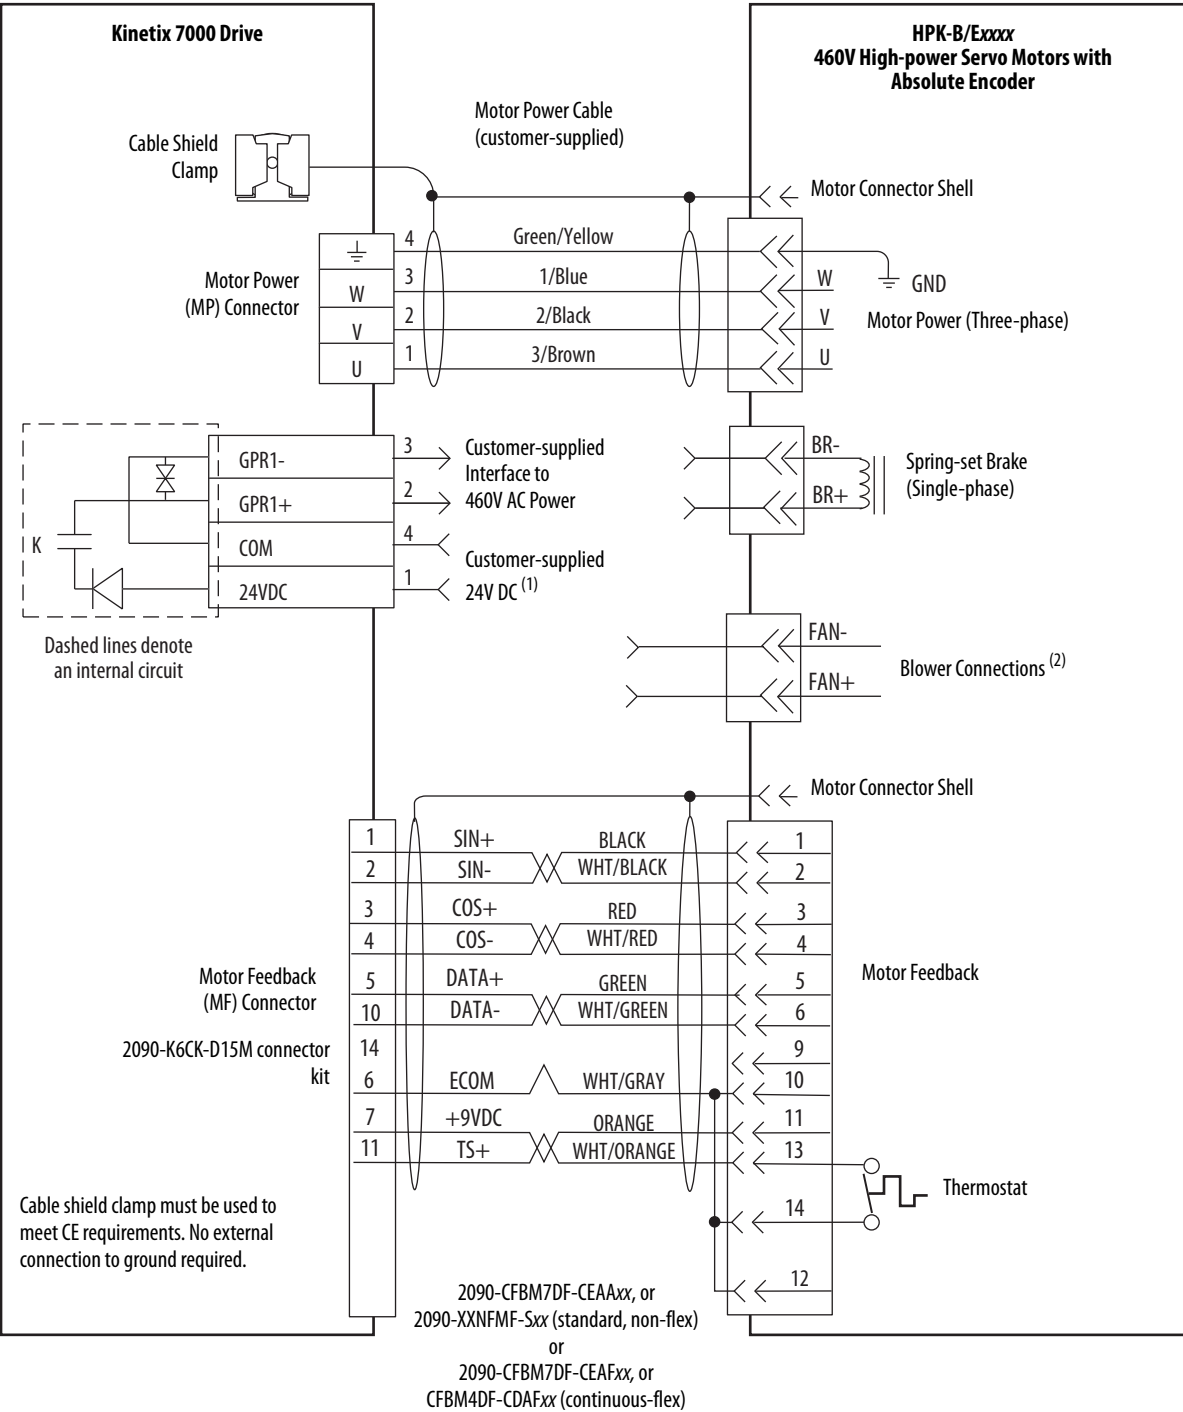 Kinetix 7000 Drive
HPK-B/Exxxx
460V High-power Servo Motors with
Absolute Encoder
Motor Power Cable
(customer-supplied)
Cable Shield
Clamp
Motor Connector Shell
4
Green/Yellow
GND
Motor Power
(MP) Connector
W
3
1/Blue
W
V
2
2/Black
V
Motor Power (Three-phase)
U
1
3/Brown
U
GPR1-
3
Customer-supplied
Interface to
460V AC Power
GPR1+
2
K
COM
4
Customer-supplied
24V DC (1)
24VDC
1
Dashed lines denote
an internal circuit
BR-
BR+
Spring-set Brake
(Single-phase)
FAN-
FAN+
Blower Connections (2)
Motor Connector Shell
1 SIN+ BLACK 1
2 SIN- WHT/BLACK 2
3 COS+ RED 3
4 COS- WHT/RED 4
5 DATA+ GREEN 5
10 DATA- WHT/GREEN 6
14 9
6 ECOM WHT/GRAY 10
7 +9VDC ORANGE 11
11 TS+ WHT/ORANGE 13
14
12
Motor Feedback
(MF) Connector
2090-K6CK-D15M connector
kit
Motor Feedback
Thermostat
Cable shield clamp must be used to
meet CE requirements. No external
connection to ground required.
2090-CFBM7DF-CEAAxx, or
2090-XXNFMF-Sxx (standard, non-flex)
or
2090-CFBM7DF-CEAFxx, or
CFBM4DF-CDAFxx (continuous-flex)